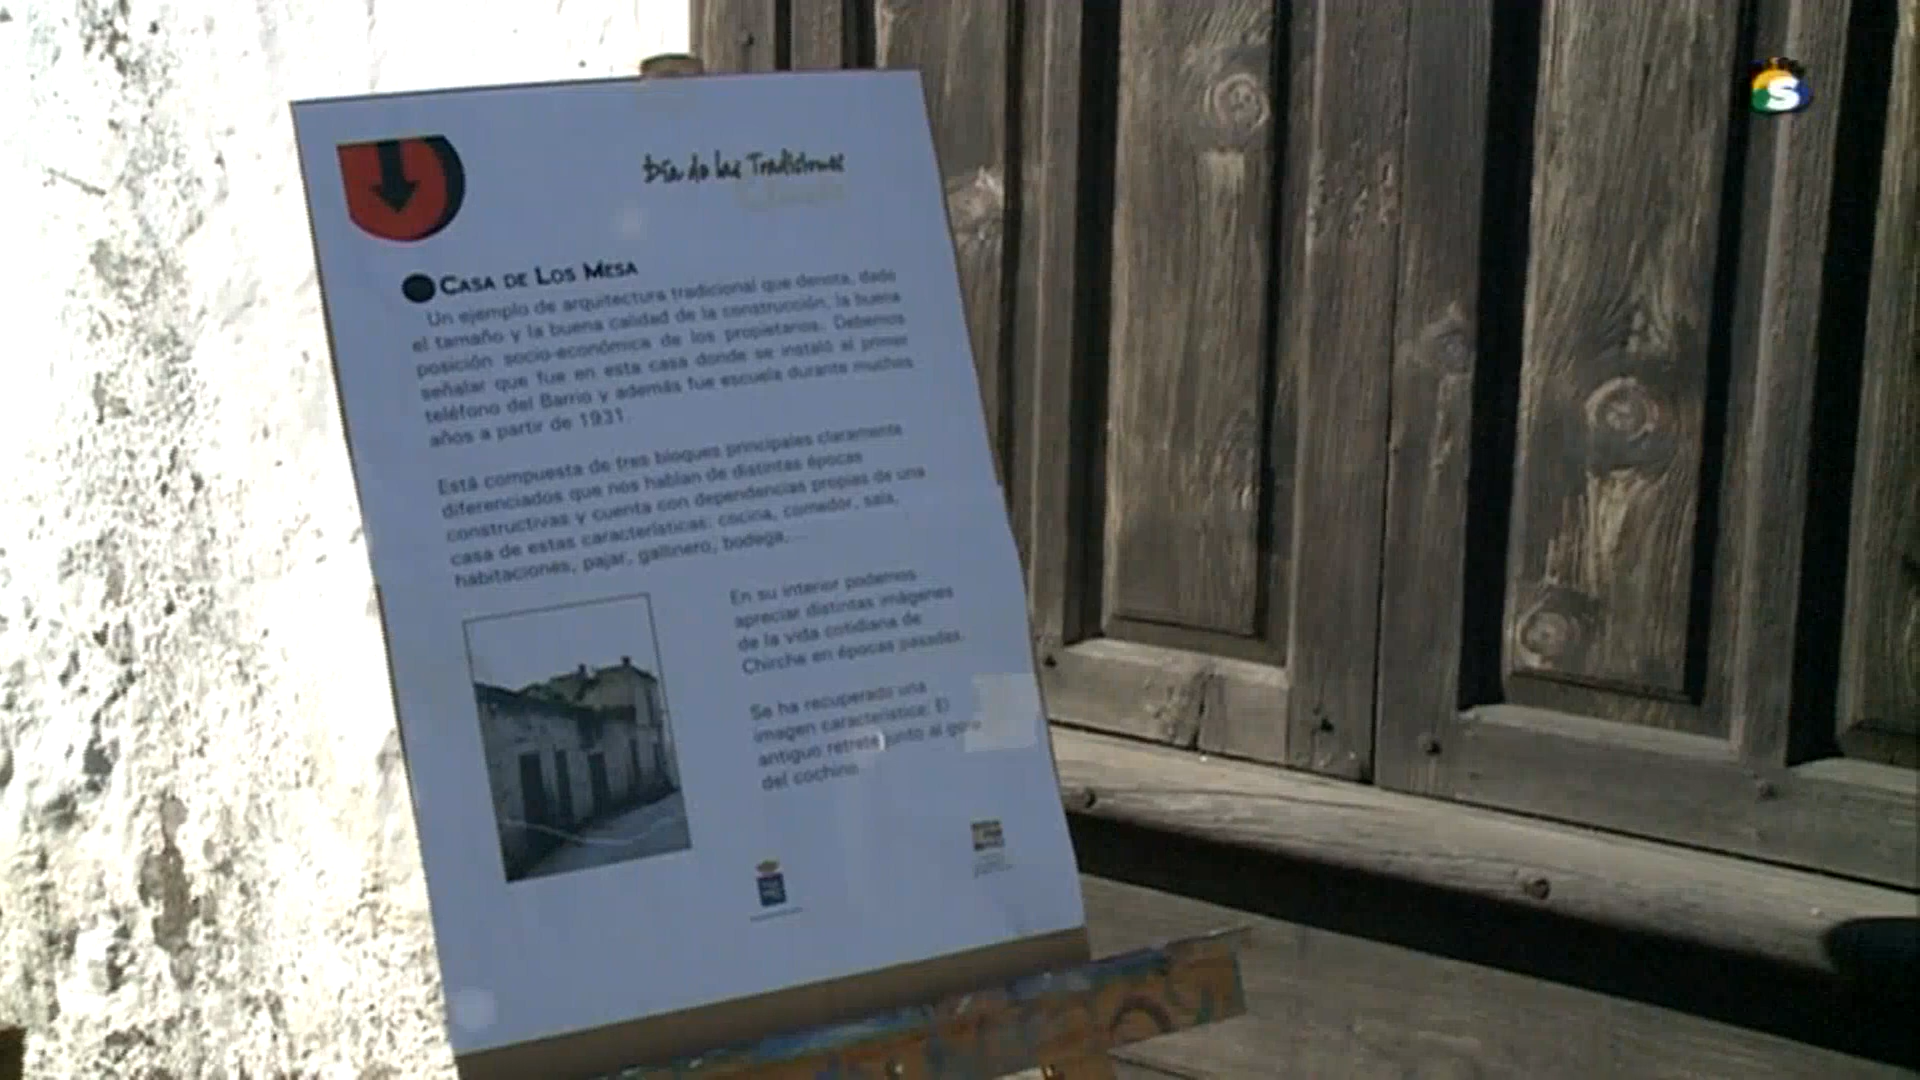 Día de las Tradiciones
CASA DE LOS MESA
Un ejemplo de arquitectura tradicional que denota, dado
el tamaño y la buena calidad de la construcción, la buena
posición socio-económica de los propietarios. Debemos
señalar que fue en esta casa donde se instaló el primer
teléfono del Barrio y además fue escuela durante muchos
años a partir de 1931.
Está compuesta de tres bloques principales claramente
diferenciados que nos hablan de distintas épocas
constructivas y cuenta con dependencias propias de una
casa de estas características: cocina, comedor, sala,
habitaciones, pajar, gallinero, bodega,...
En su interior podemos
apreciar distintas imágenes
de la vida cotidiana de
Chirche en épocas pasadas.
Se ha recuperado una
imagen característica: El
antiguo retrete junto al goro
del cochino
S